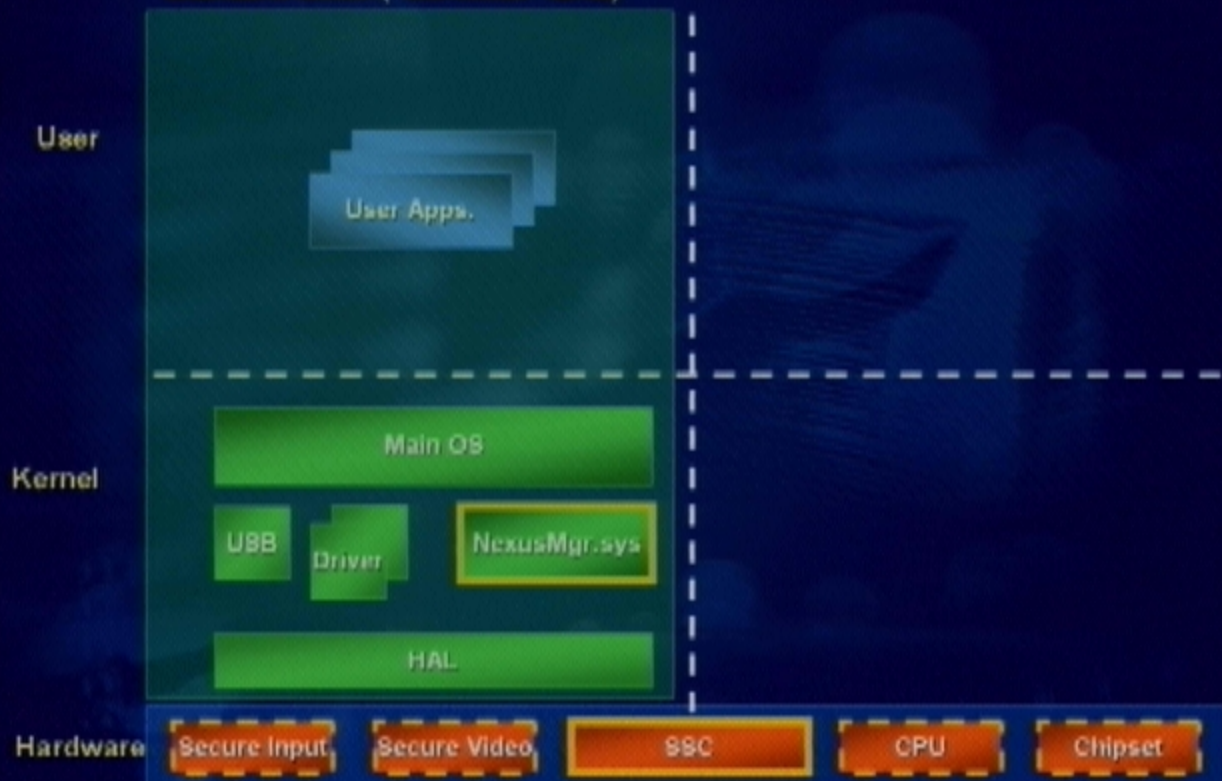 User
User Apps.
Main OS
Kernel
USB
Driver
NexusMgr.sys
HAL
Hardware
Secure Input
Secure Video
SSC
CPU
Chipset